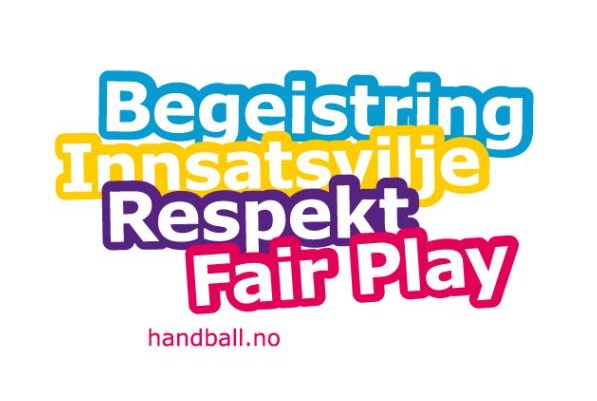 Begeistring
Innsatsvilje
Respekt
Fair Play
handball.no